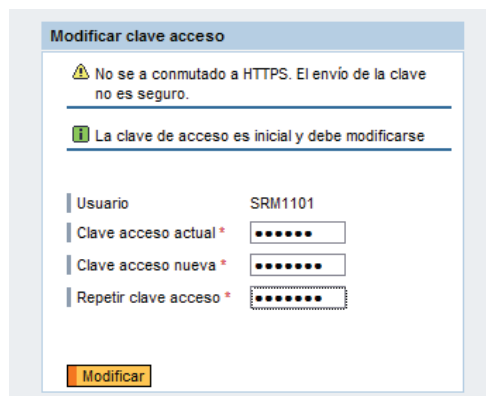 Modificar clave acceso
No se a conmutado a HTTPS. El envío de la clave
no es seguro.
La clave de acceso es inicial y debe modificarse
Usuario SRM1101
Clave acceso actual * ●●●●●●
Clave acceso nueva * ●●●●●●●
Repetir clave acceso * ●●●●●●●
Modificar